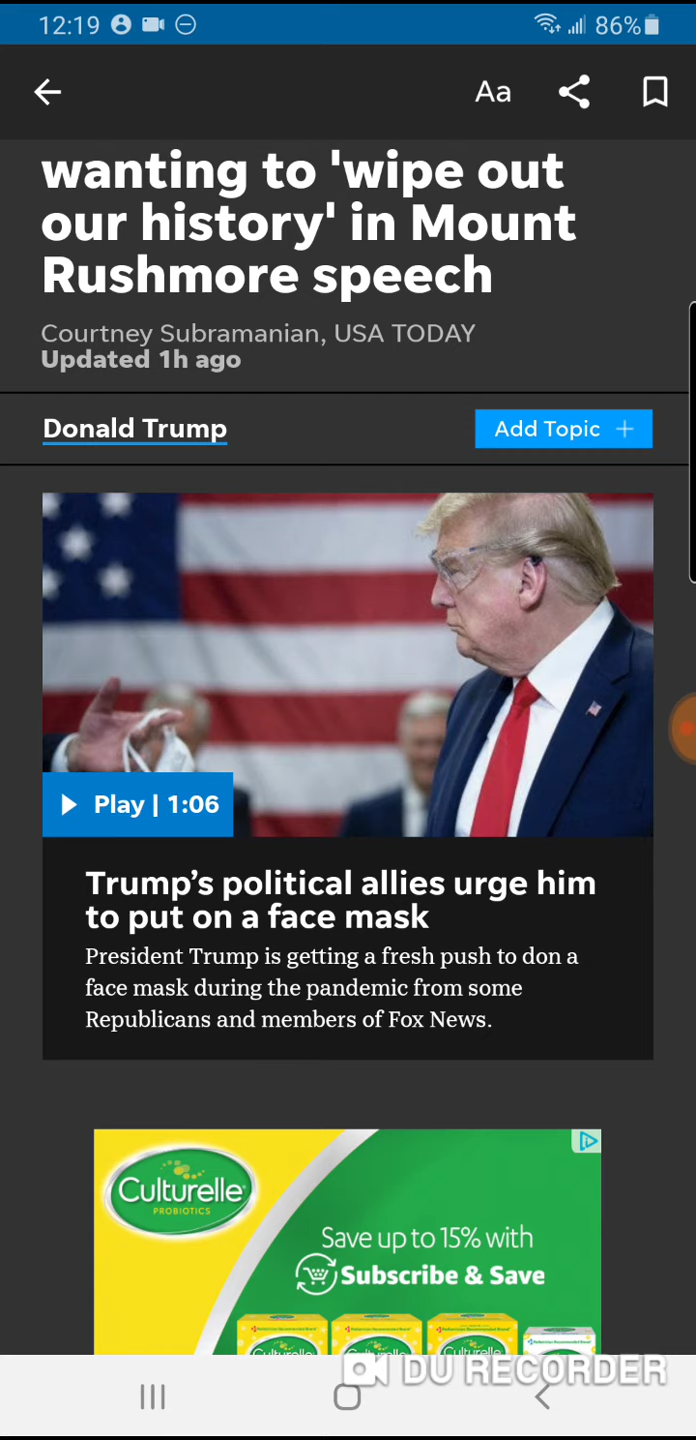 12:19 86%
Aa
wanting to 'wipe out
our history' in Mount
Rushmore speech
Courtney Subramanian, USA TODAY
Updated 1h ago
Donald Trump
Add Topic +
Play | 1:06
Trump’s political allies urge him
to put on a face mask
President Trump is getting a fresh push to don a
face mask during the pandemic from some
Republicans and members of Fox News.
Culturelle
PROBIOTICS
Save up to 15% with
Subscribe & Save
Culturelle Culturelle Culturelle
DU RECORDER